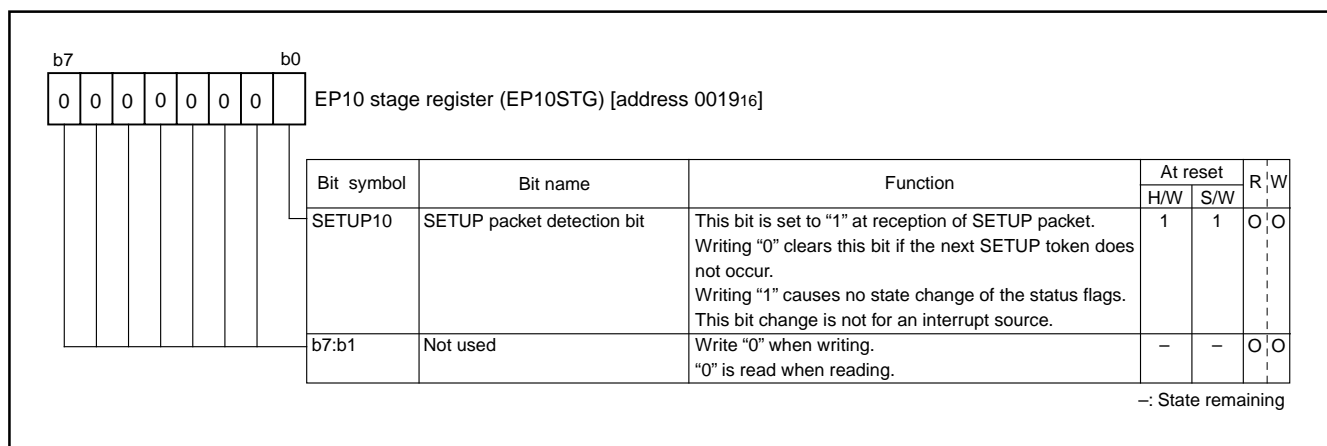 b7 b0
0 0 0 0 0 0 0
EP10 stage register (EP10STG) [address 0019₁₆]
Bit symbol Bit name Function At reset R W
H/W S/W
SETUP10 SETUP packet detection bit This bit is set to “1” at reception of SETUP packet. 1 1 O O
Writing “0” clears this bit if the next SETUP token does
not occur.
Writing “1” causes no state change of the status flags.
This bit change is not for an interrupt source.
b7:b1 Not used Write “0” when writing. – – O O
“0” is read when reading.
–: State remaining